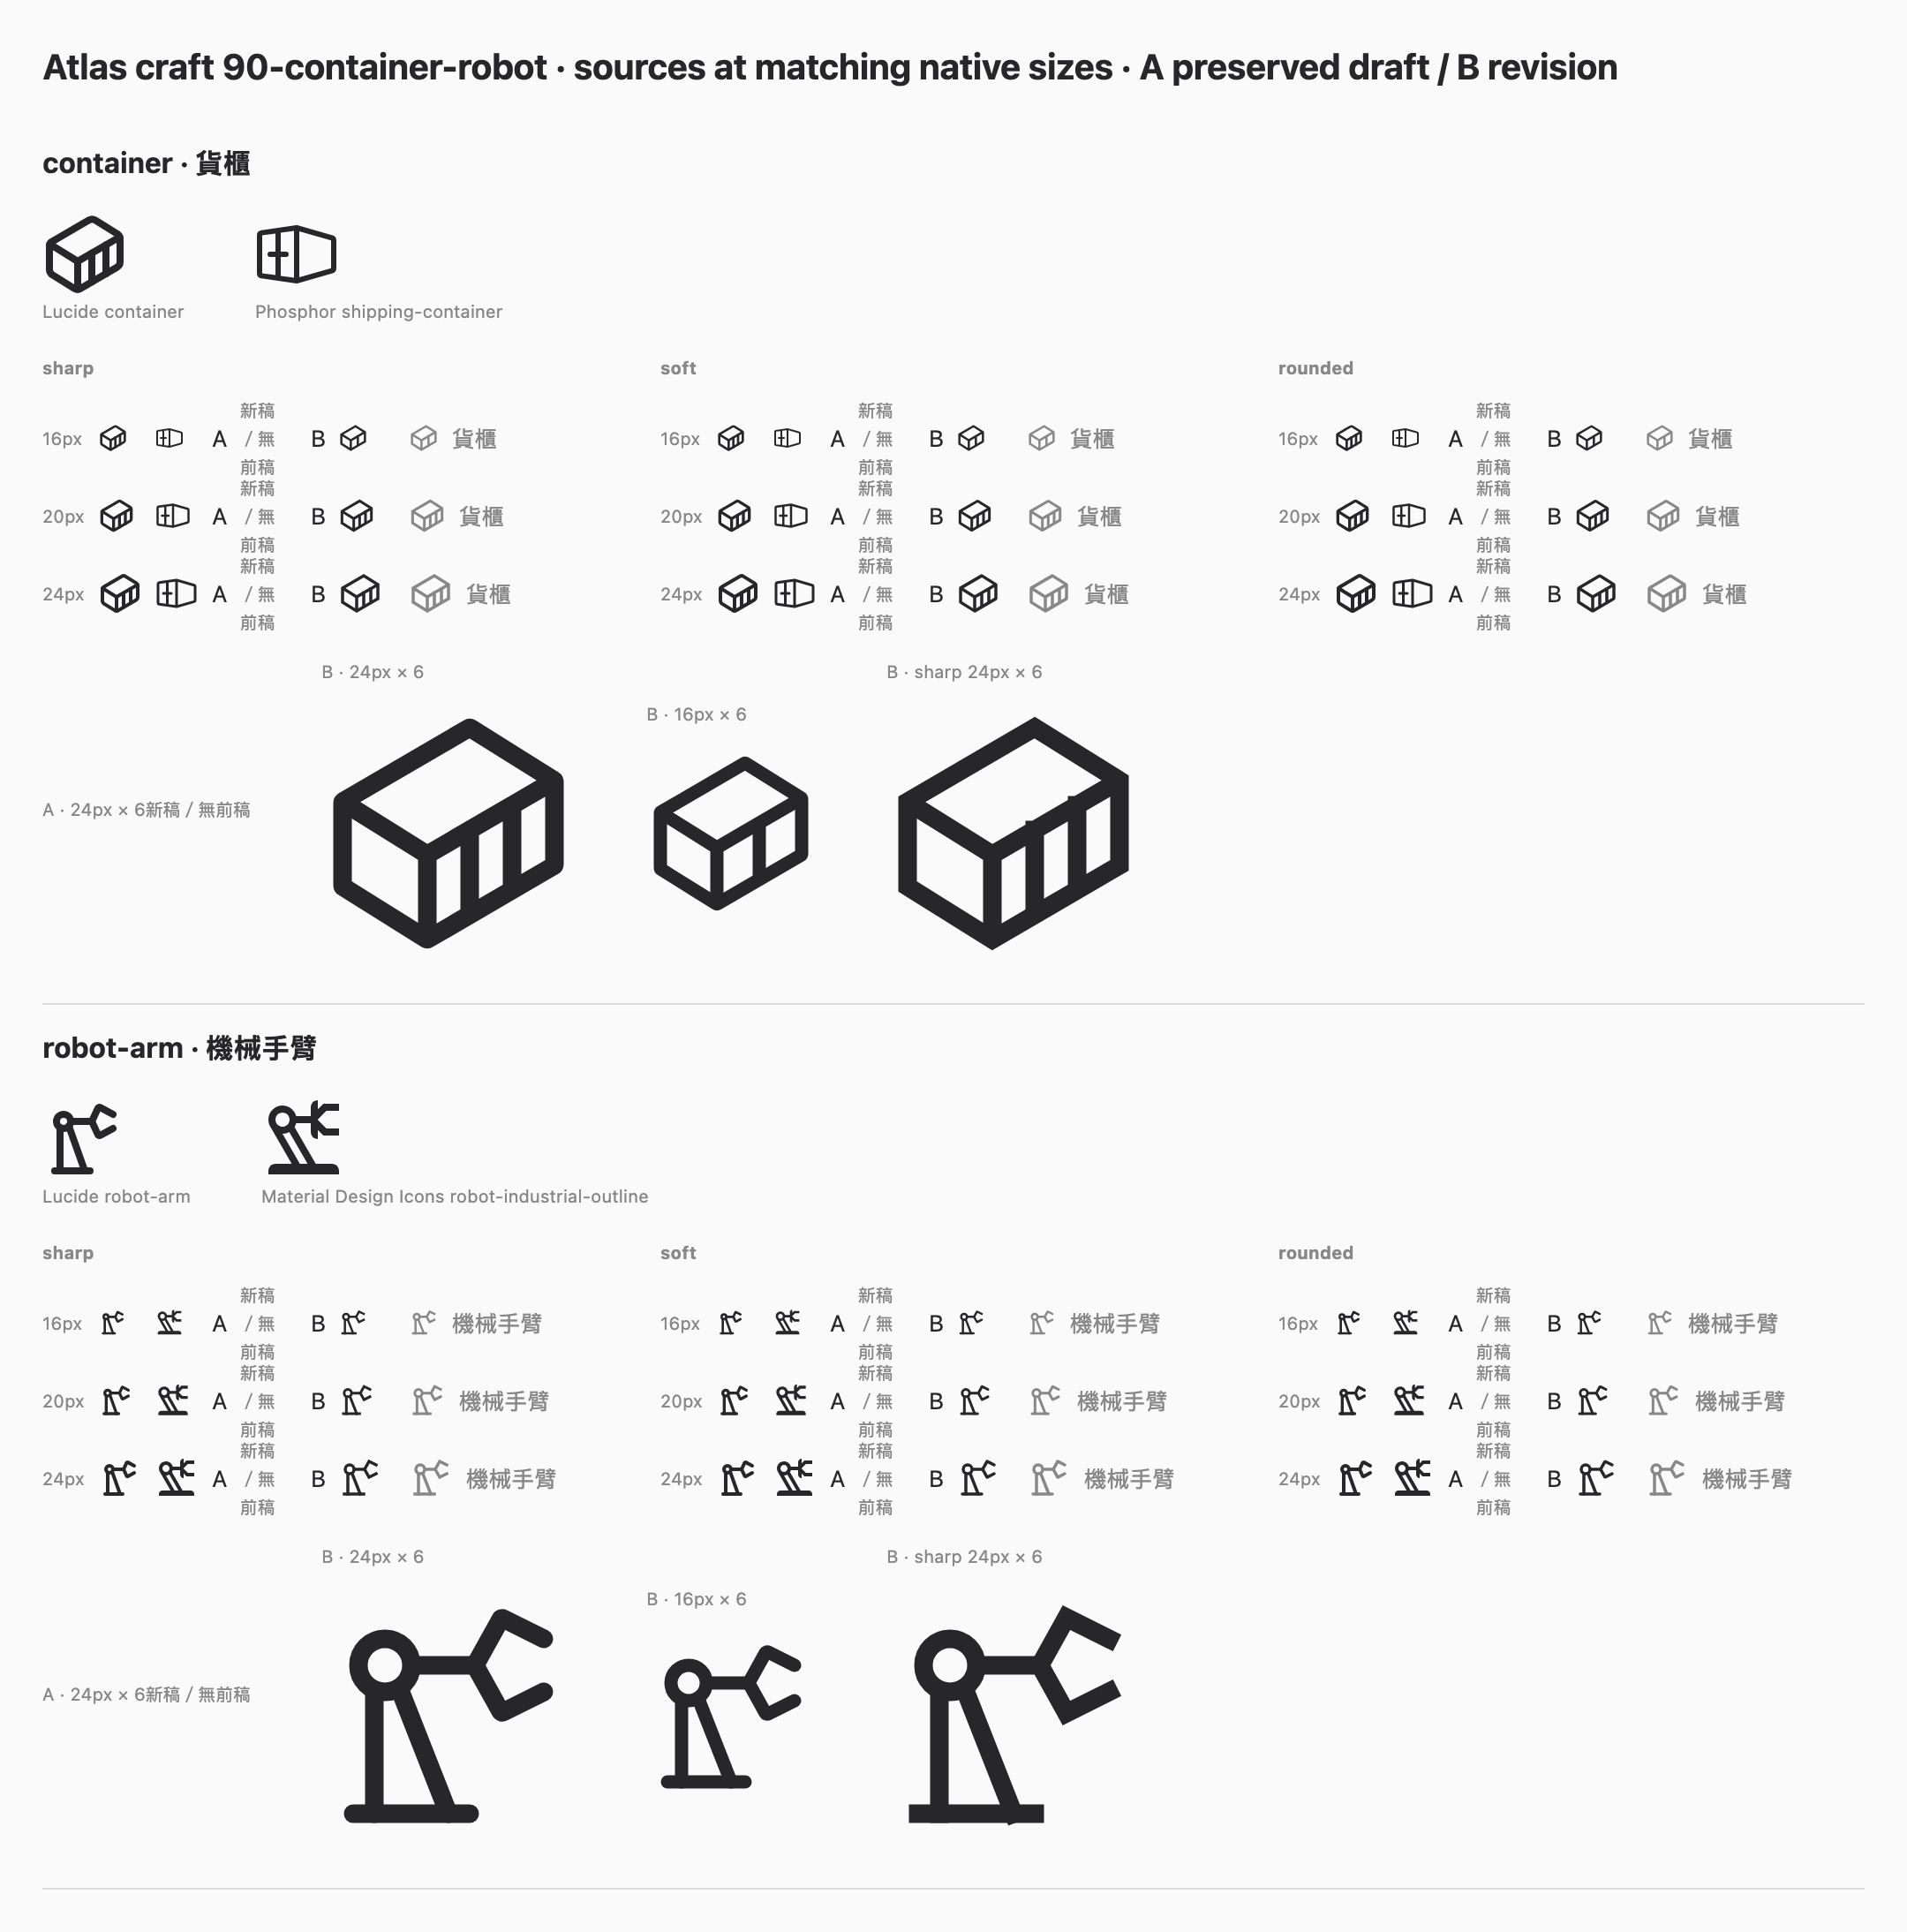 Atlas craft 90-container-robot · sources at matching native sizes · A preserved draft / B revision
container · 貨櫃
Lucide container
Phosphor shipping-container
sharp
soft
rounded
16px A 新稿 / 無前稿 B 貨櫃
16px A 新稿 / 無前稿 B 貨櫃
16px A 新稿 / 無前稿 B 貨櫃
20px A 新稿 / 無前稿 B 貨櫃
20px A 新稿 / 無前稿 B 貨櫃
20px A 新稿 / 無前稿 B 貨櫃
24px A 新稿 / 無前稿 B 貨櫃
24px A 新稿 / 無前稿 B 貨櫃
24px A 新稿 / 無前稿 B 貨櫃
A · 24px × 6新稿 / 無前稿
B · 24px × 6
B · 16px × 6
B · sharp 24px × 6
robot-arm · 機械手臂
Lucide robot-arm
Material Design Icons robot-industrial-outline
sharp
soft
rounded
16px A 新稿 / 無前稿 B 機械手臂
16px A 新稿 / 無前稿 B 機械手臂
16px A 新稿 / 無前稿 B 機械手臂
20px A 新稿 / 無前稿 B 機械手臂
20px A 新稿 / 無前稿 B 機械手臂
20px A 新稿 / 無前稿 B 機械手臂
24px A 新稿 / 無前稿 B 機械手臂
24px A 新稿 / 無前稿 B 機械手臂
24px A 新稿 / 無前稿 B 機械手臂
A · 24px × 6新稿 / 無前稿
B · 24px × 6
B · 16px × 6
B · sharp 24px × 6